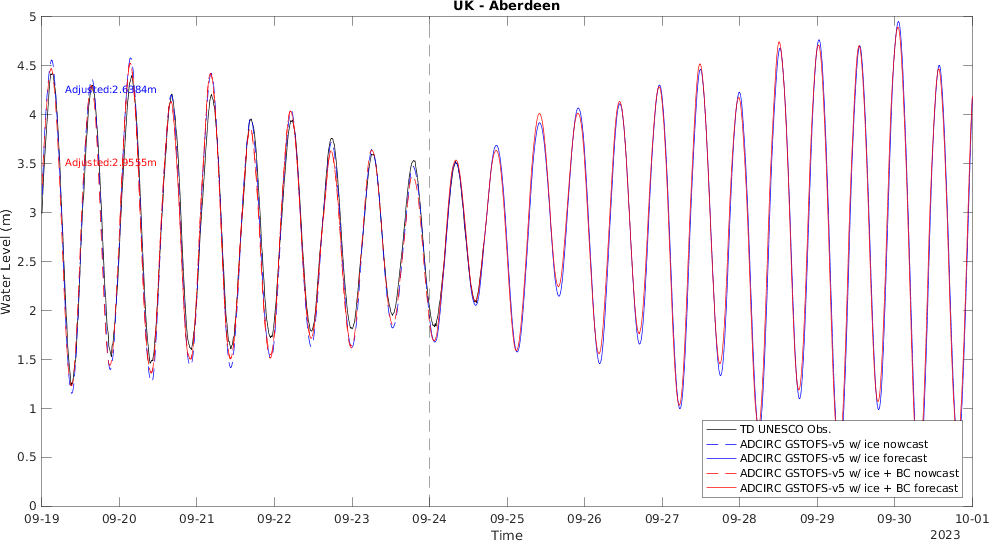 UK - Aberdeen
5
4.5
4
3.5
3
2.5
2
1.5
1
0.5
0
Water Level (m)
Adjusted:2.6384m
Adjusted:2.9555m
TD UNESCO Obs.
ADCIRC GSTOFS-v5 w/ ice nowcast
ADCIRC GSTOFS-v5 w/ ice forecast
ADCIRC GSTOFS-v5 w/ ice + BC nowcast
ADCIRC GSTOFS-v5 w/ ice + BC forecast
09-19 09-20 09-21 09-22 09-23 09-24 09-25 09-26 09-27 09-28 09-29 09-30 10-01
Time
2023